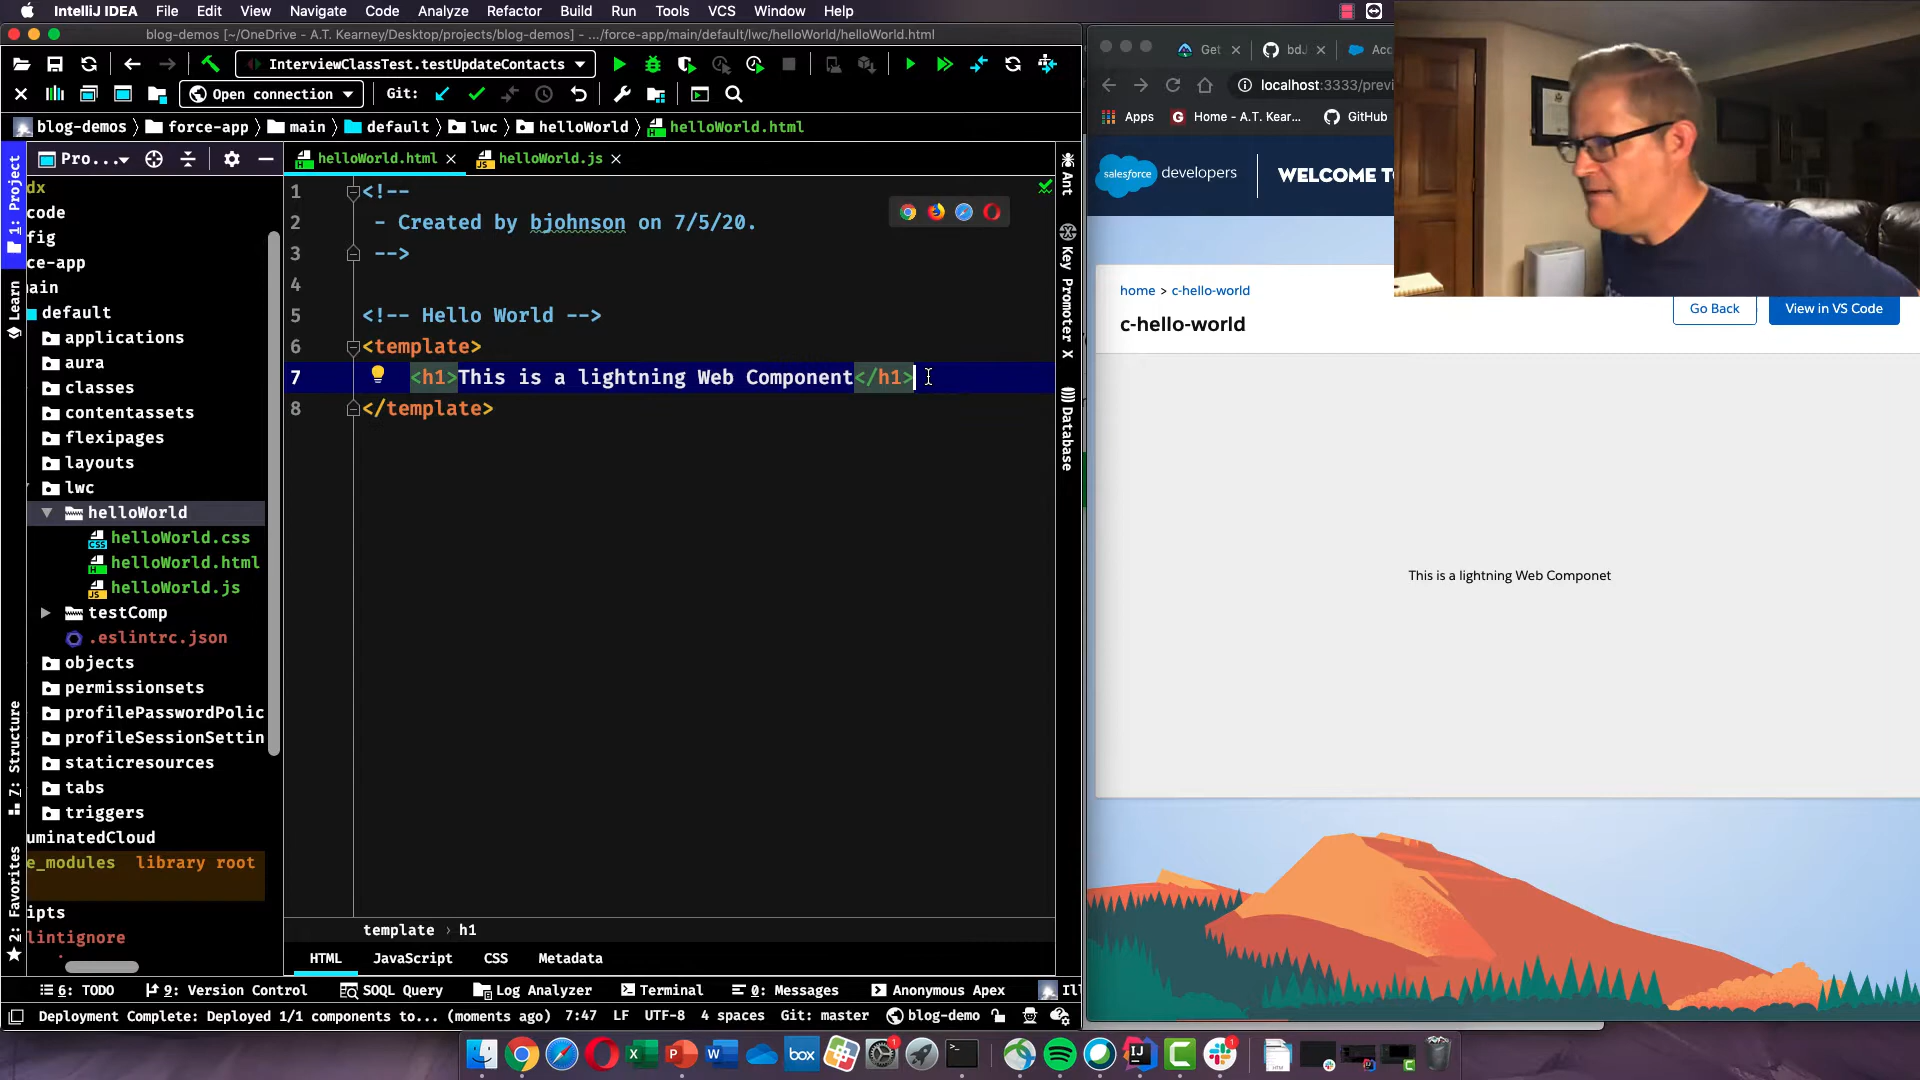 IntelliJ IDEA File Edit View Navigate Code Analyze Refactor Build Run Tools VCS Window Help
blog-demos [~/OneDrive - A.T. Kearney/Desktop/projects/blog-demos] - .../force-app/main/default/lwc/helloWorld/helloWorld.html
InterviewClassTest.testUpdateContacts
Open connection Git:
blog-demos force-app main default lwc helloWorld helloWorld.html
1: Project
Pro...
helloWorld.html helloWorld.js
dx
code
fig
ce-app
ain
default
applications
aura
classes
contentassets
flexipages
layouts
lwc
helloWorld
helloWorld.css
helloWorld.html
helloWorld.js
testComp
.eslintrc.json
objects
permissionsets
profilePasswordPolic
profileSessionSettin
staticresources
tabs
triggers
uminatedCloud
e_modules library root
ipts
lintignore
Learn
7: Structure
2: Favorites
1 <!--
2 - Created by bjohnson on 7/5/20.
3 -->
4
5 <!-- Hello World -->
6 <template>
7 <h1>This is a lightning Web Component</h1>
8 </template>
Ant
Key Promoter X
Database
template › h1
HTML JavaScript CSS Metadata
6: TODO 9: Version Control SOQL Query Log Analyzer Terminal 0: Messages Anonymous Apex Ill
Deployment Complete: Deployed 1/1 components to... (moments ago) 7:47 LF UTF-8 4 spaces Git: master blog-demo
Get bd. Acc
localhost:3333/previ
Apps Home - A.T. Kear... GitHub
salesforce developers WELCOME T
home > c-hello-world
c-hello-world
Go Back View in VS Code
This is a lightning Web Componet
box
1
1